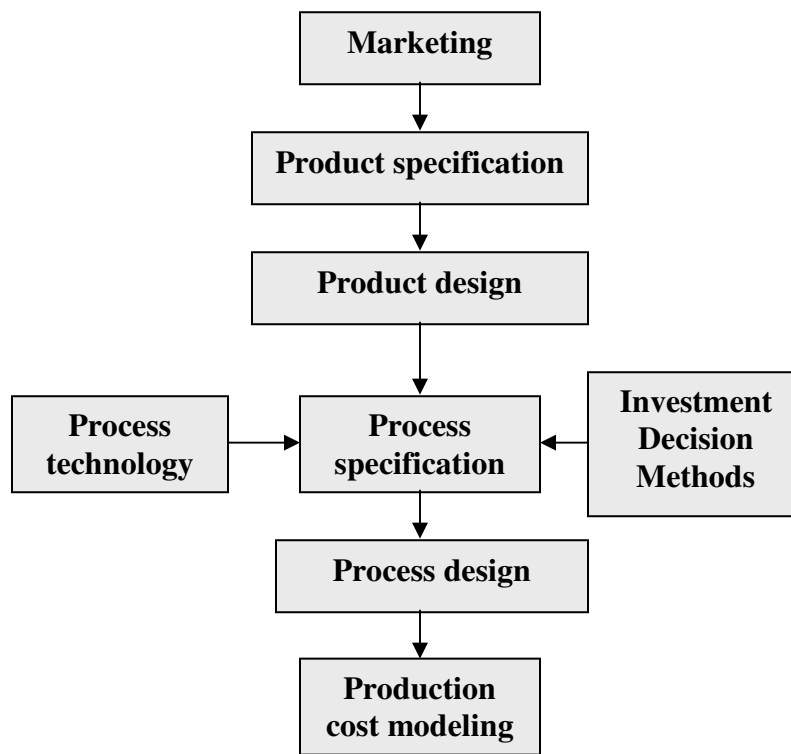 Marketing
Product specification
Product design
Process
technology
Process
specification
Investment
Decision
Methods
Process design
Production
cost modeling